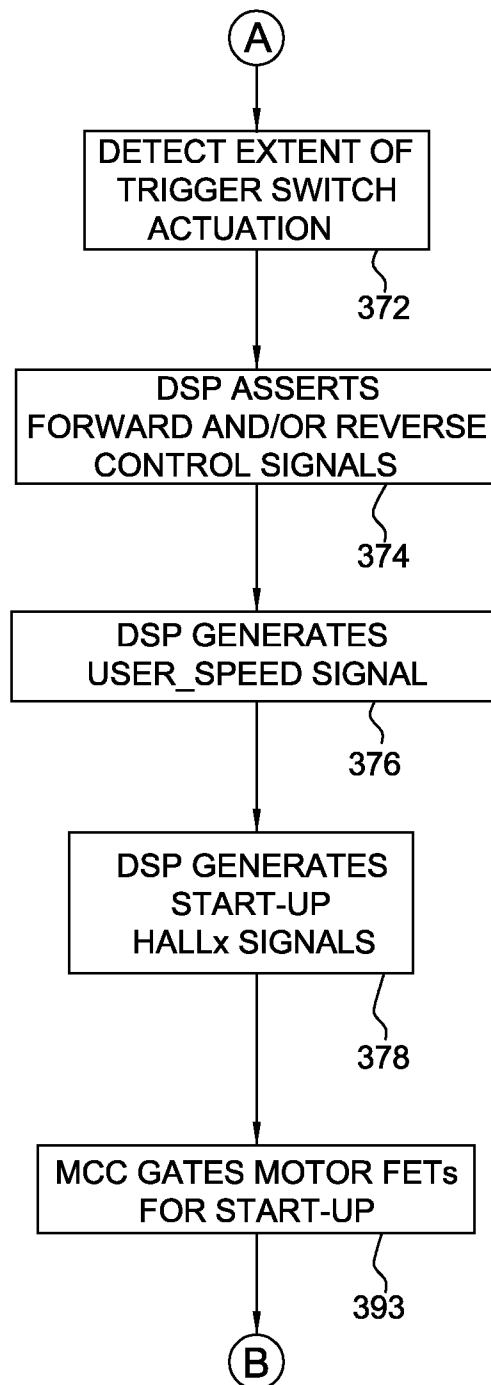 A
DETECT EXTENT OF
TRIGGER SWITCH
ACTUATION
372
DSP ASSERTS
FORWARD AND/OR REVERSE
CONTROL SIGNALS
374
DSP GENERATES
USER_SPEED SIGNAL
376
DSP GENERATES
START-UP
HALLx SIGNALS
378
MCC GATES MOTOR FETs
FOR START-UP
393
B